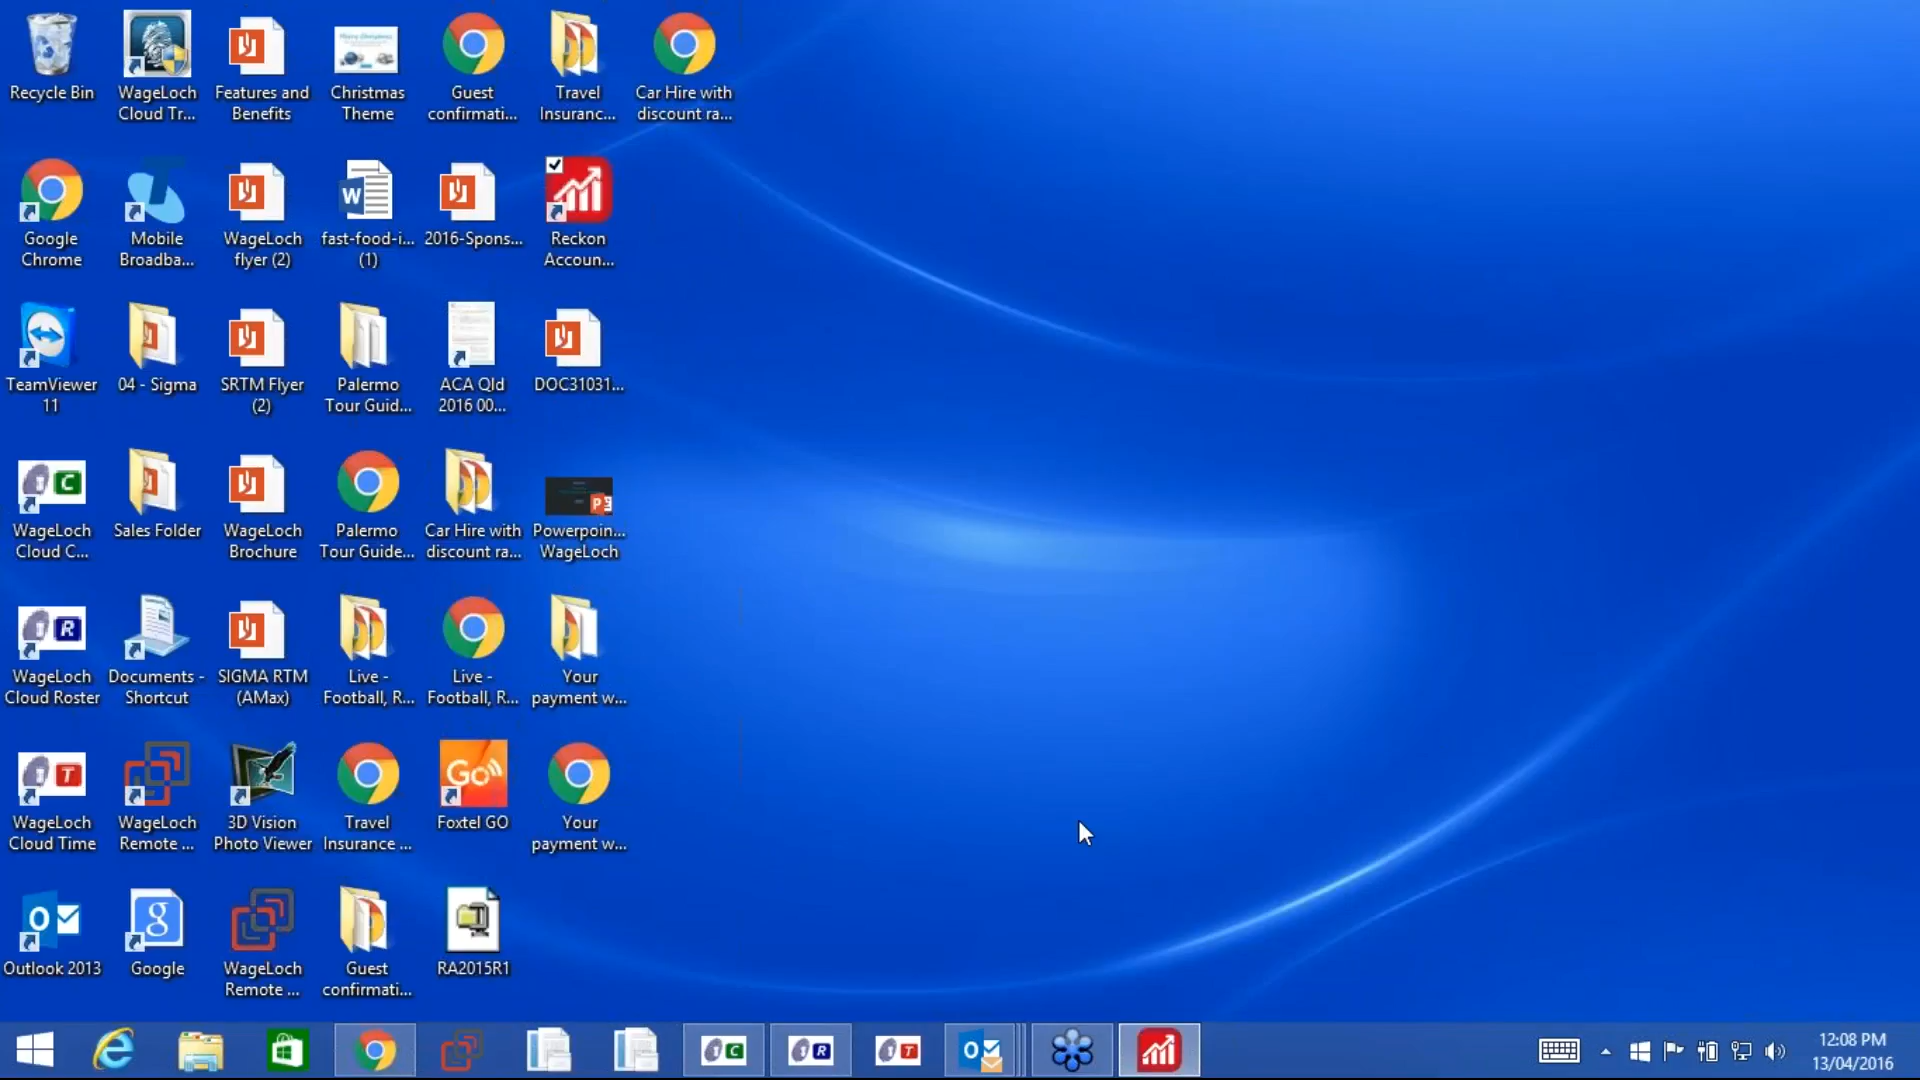 Recycle Bin
WageLoch
Cloud Tr...
Features and
Benefits
Christmas
Theme
Guest
confirmati...
Travel
Insuranc...
Car Hire with
discount ra...
Google
Chrome
Mobile
Broadba...
WageLoch
flyer (2)
fast-food-i...
(1)
2016-Spons...
Reckon
Accoun...
TeamViewer
11
04 - Sigma
SRTM Flyer
(2)
Palermo
Tour Guid...
ACA Qld
2016 00...
DOC31031...
WageLoch
Cloud C...
Sales Folder
WageLoch
Brochure
Palermo
Tour Guide...
Car Hire with
discount ra...
Powerpoin...
WageLoch
WageLoch
Cloud Roster
Documents -
Shortcut
SIGMA RTM
(AMax)
Live -
Football, R...
Live -
Football, R...
Your
payment w...
WageLoch
Cloud Time
WageLoch
Remote ...
3D Vision
Photo Viewer
Travel
Insurance ...
Foxtel GO
Your
payment w...
Outlook 2013
Google
WageLoch
Remote ...
Guest
confirmati...
RA2015R1
12:08 PM
13/04/2016